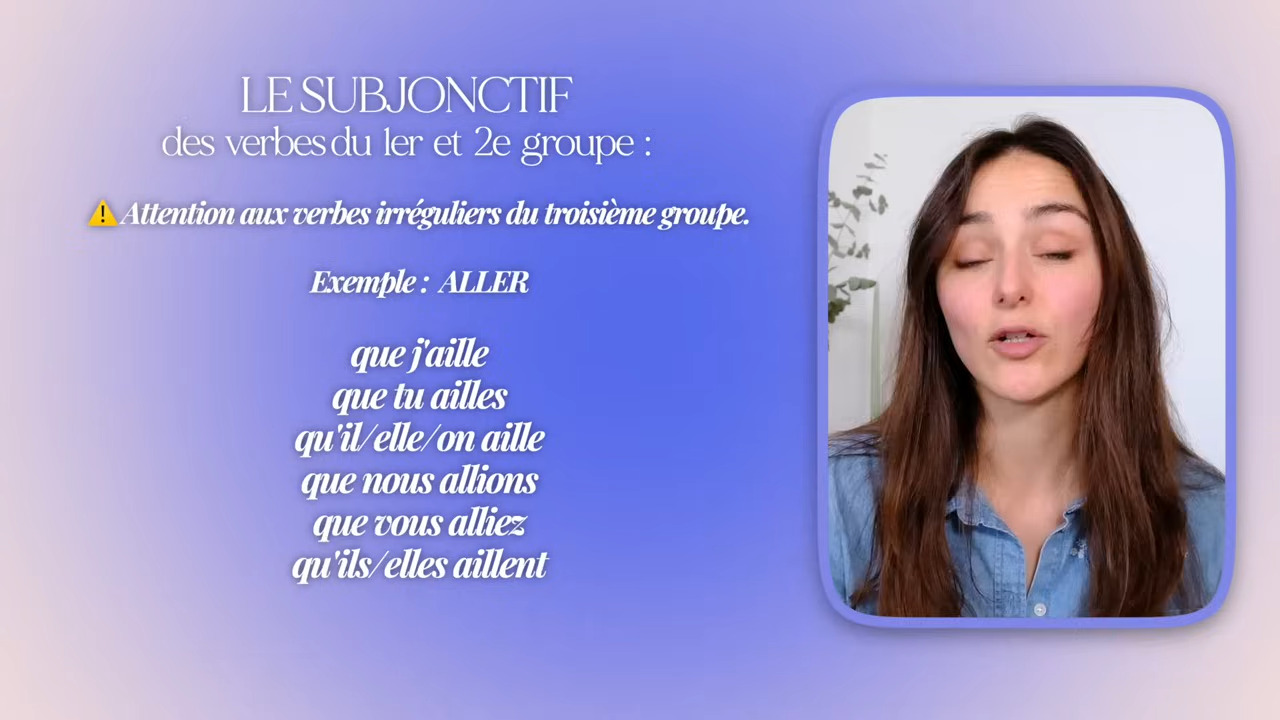 LE SUBJONCTIF
des verbes du 1er et 2e groupe :
⚠️Attention aux verbes irréguliers du troisième groupe.
Exemple : ALLER
que j'aille
que tu ailles
qu'il/elle/on aille
que nous allions
que vous alliez
qu'ils/elles aillent